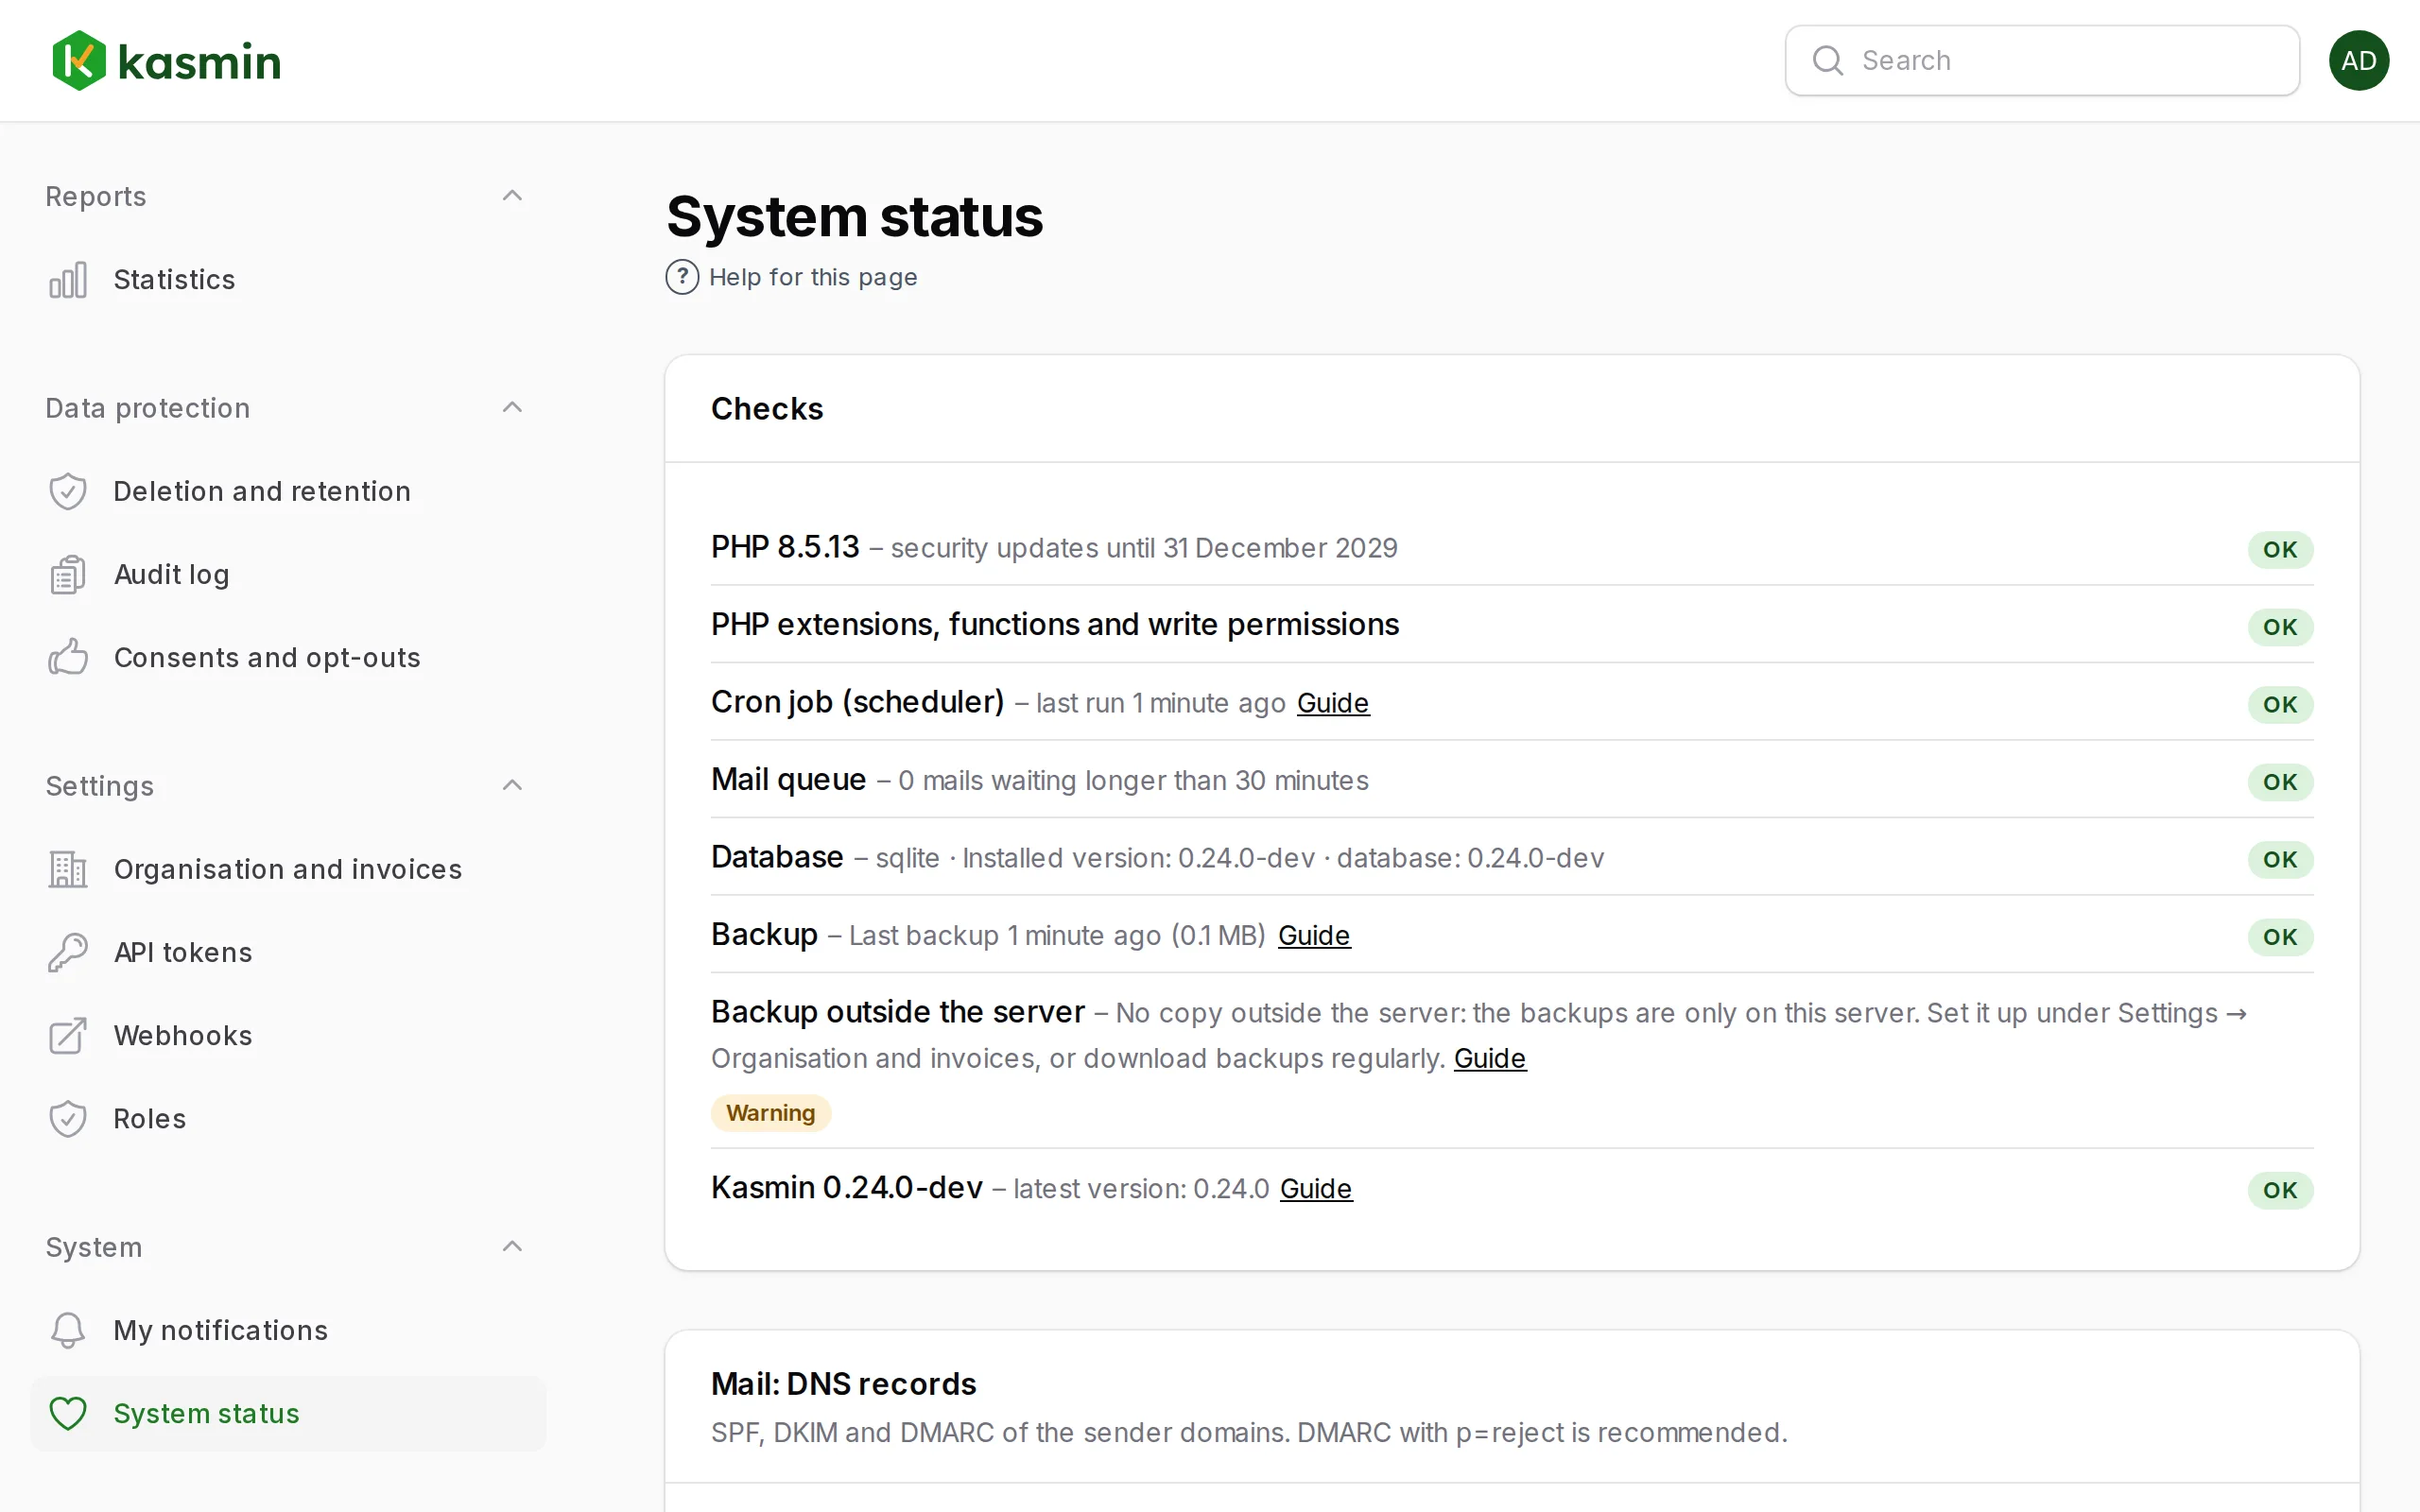 kasmin
Search
AD
Reports
Statistics
Data protection
Deletion and retention
Audit log
Consents and opt-outs
Settings
Organisation and invoices
API tokens
Webhooks
Roles
System
My notifications
System status
System status
? Help for this page
Checks
PHP 8.5.13 – security updates until 31 December 2029 OK
PHP extensions, functions and write permissions OK
Cron job (scheduler) – last run 1 minute ago Guide OK
Mail queue – 0 mails waiting longer than 30 minutes OK
Database – sqlite · Installed version: 0.24.0-dev · database: 0.24.0-dev OK
Backup – Last backup 1 minute ago (0.1 MB) Guide OK
Backup outside the server – No copy outside the server: the backups are only on this server. Set it up under Settings →
Organisation and invoices, or download backups regularly. Guide
Warning
Kasmin 0.24.0-dev – latest version: 0.24.0 Guide OK
Mail: DNS records
SPF, DKIM and DMARC of the sender domains. DMARC with p=reject is recommended.